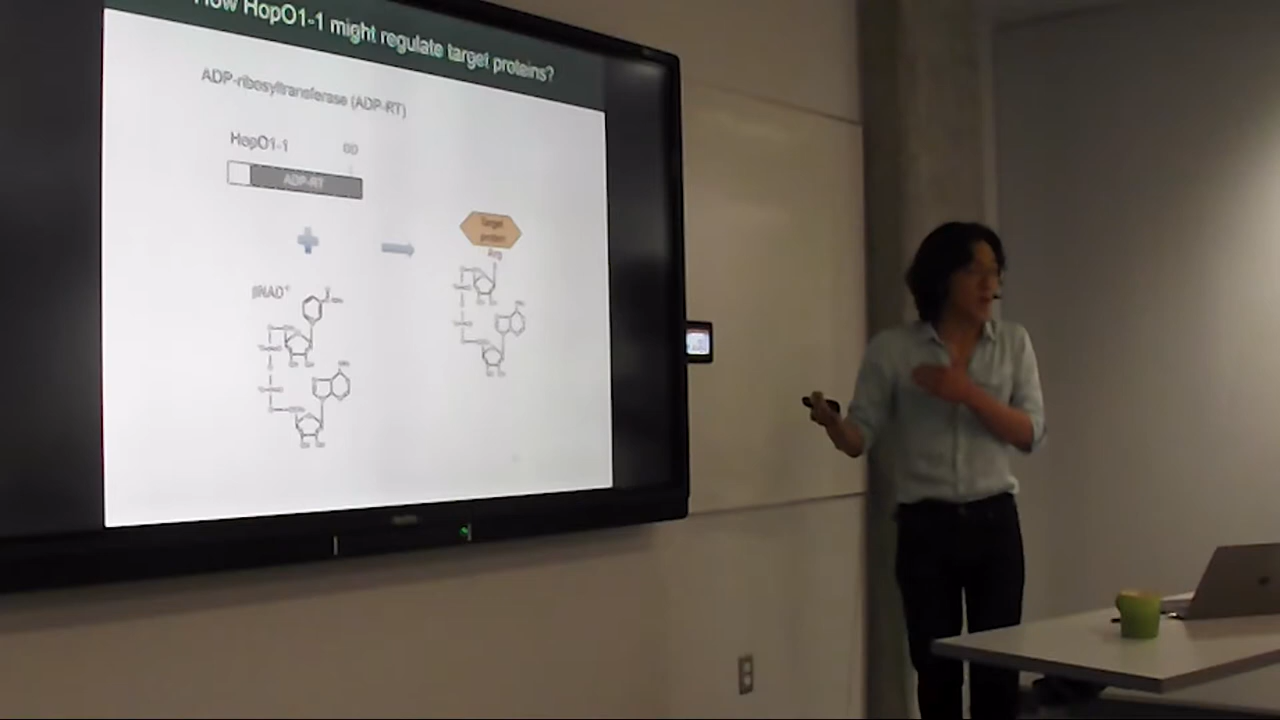 How HopO1-1 might regulate target proteins?
ADP-ribosyltransferase (ADP-RT)
HopO1-1
DD
ADP-RT
Target
protein
Arg
βNAD⁺